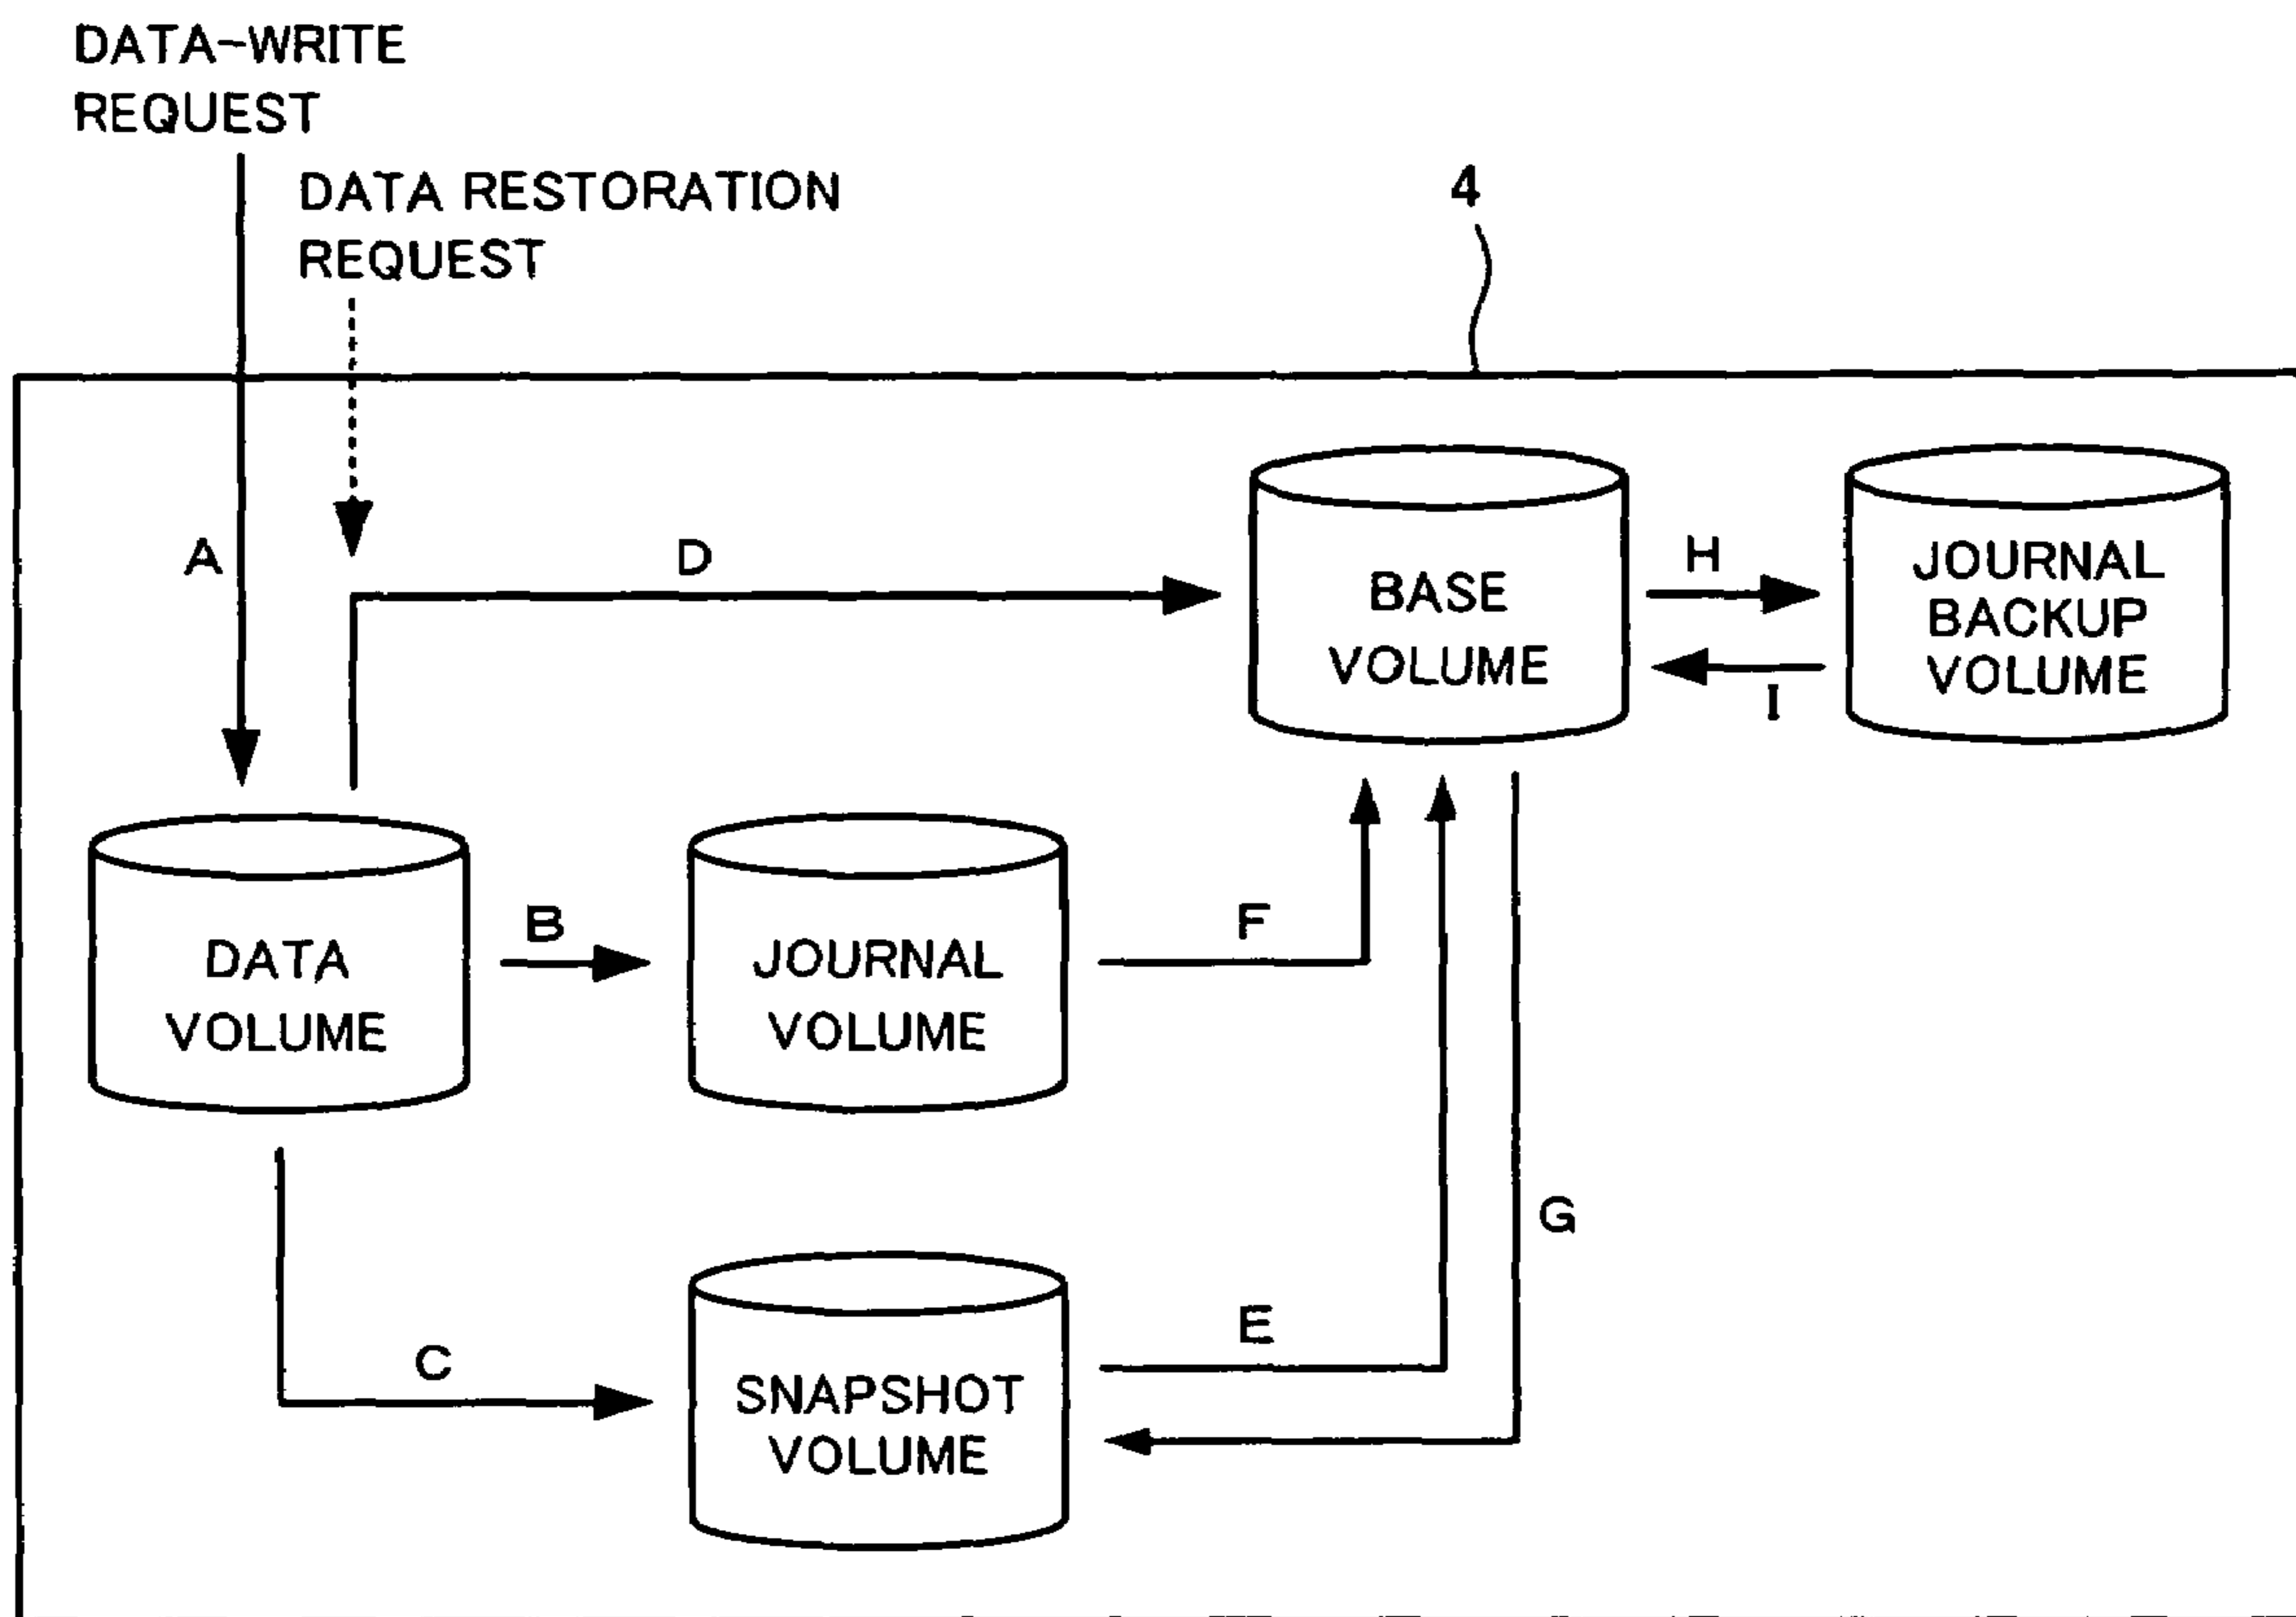 DATA-WRITE
REQUEST
DATA RESTORATION
REQUEST
4
A
D
BASE
VOLUME
H
I
JOURNAL
BACKUP
VOLUME
DATA
VOLUME
B
JOURNAL
VOLUME
F
G
C
SNAPSHOT
VOLUME
E